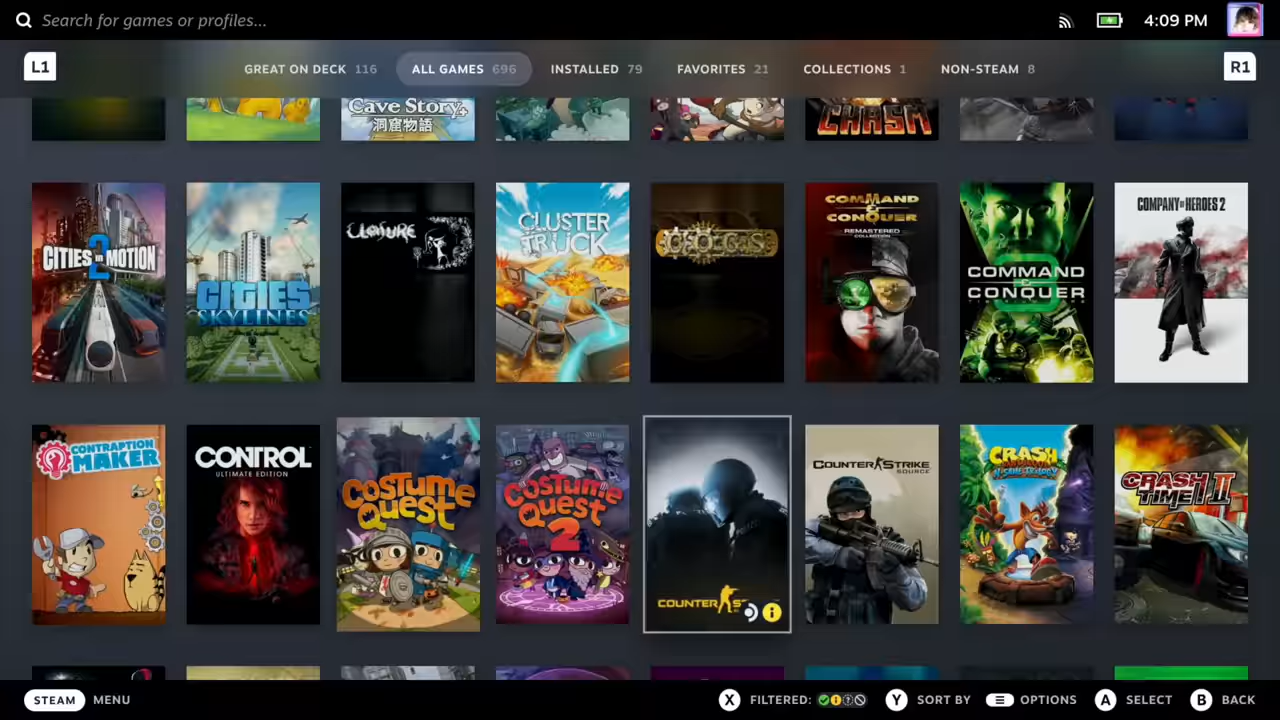 Search for games or profiles...
4:09 PM
L1
GREAT ON DECK 116
ALL GAMES 696
INSTALLED 79
FAVORITES 21
COLLECTIONS 1
NON-STEAM 8
R1
Cave Story+
洞窟物語
CHASM
CITIES IN MOTION
2
CITIES
SKYLINES
CLOSURE
CLUSTER
TRUCK
COMMAND
& CONQUER
REMASTERED
COLLECTION
COMMAND
& CONQUER
3
COMPANY OF HEROES 2
CONTRAPTION
MAKER
CONTROL
ULTIMATE EDITION
COSTUME
QUEST
COSTUME
QUEST
2
COUNTER S
COUNTER STRIKE
SOURCE
CRASH
BANDICOOT
N. Sane Trilogy
CRASH
TIME II
STEAM MENU
X FILTERED:
Y SORT BY
OPTIONS
A SELECT
B BACK